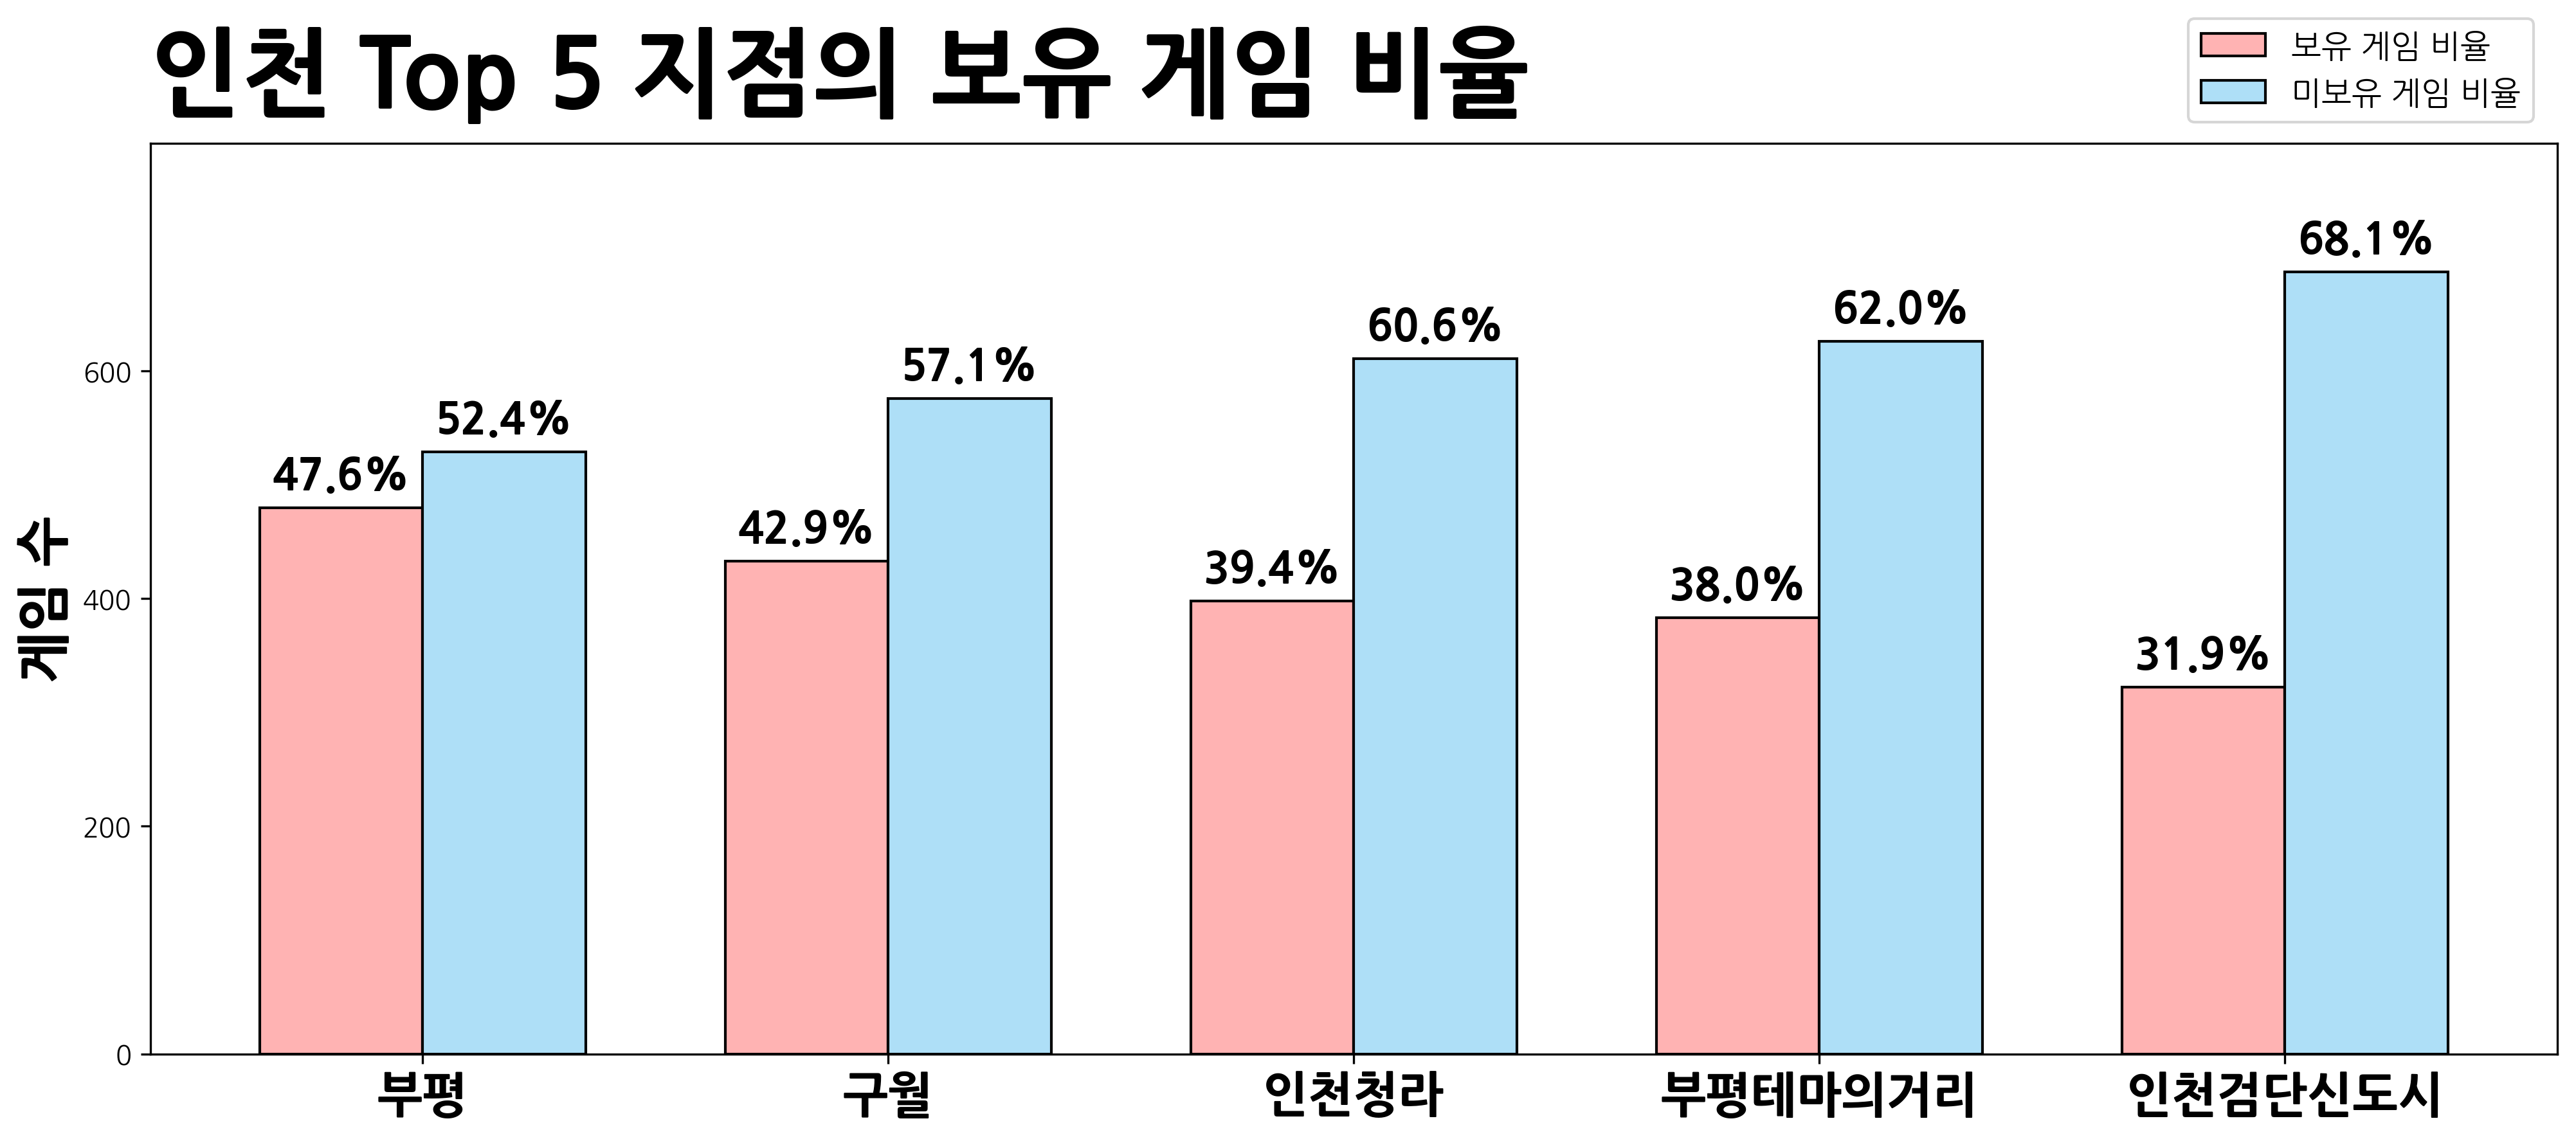 인천 Top 5 지점의 보유 게임 비율
보유 게임 비율
미보유 게임 비율
게임 수
600
400
200
0
47.6%
52.4%
42.9%
57.1%
39.4%
60.6%
38.0%
62.0%
31.9%
68.1%
부평
구월
인천청라
부평테마의거리
인천검단신도시